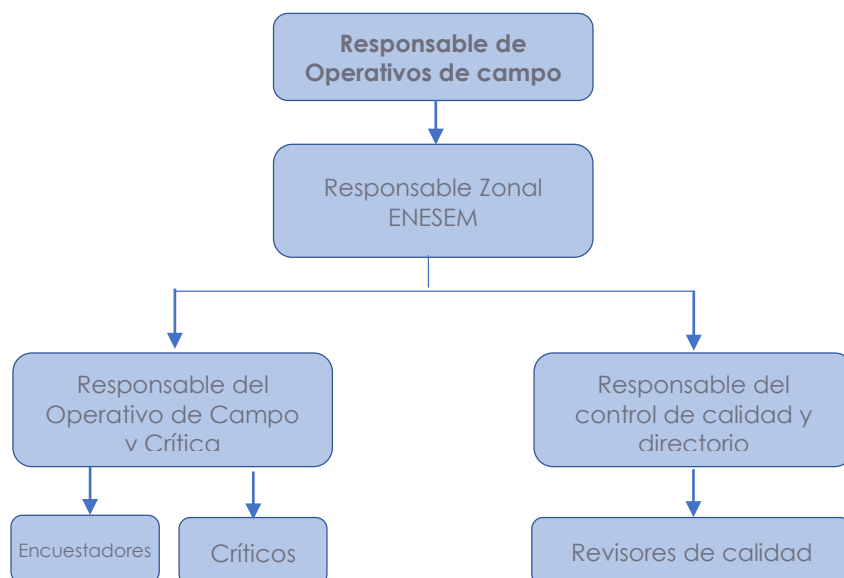 Responsable de
Operativos de campo
Responsable Zonal
ENESEM
Responsable del
Operativo de Campo
y Crítica
Responsable del
control de calidad y
directorio
Encuestadores
Críticos
Revisores de calidad